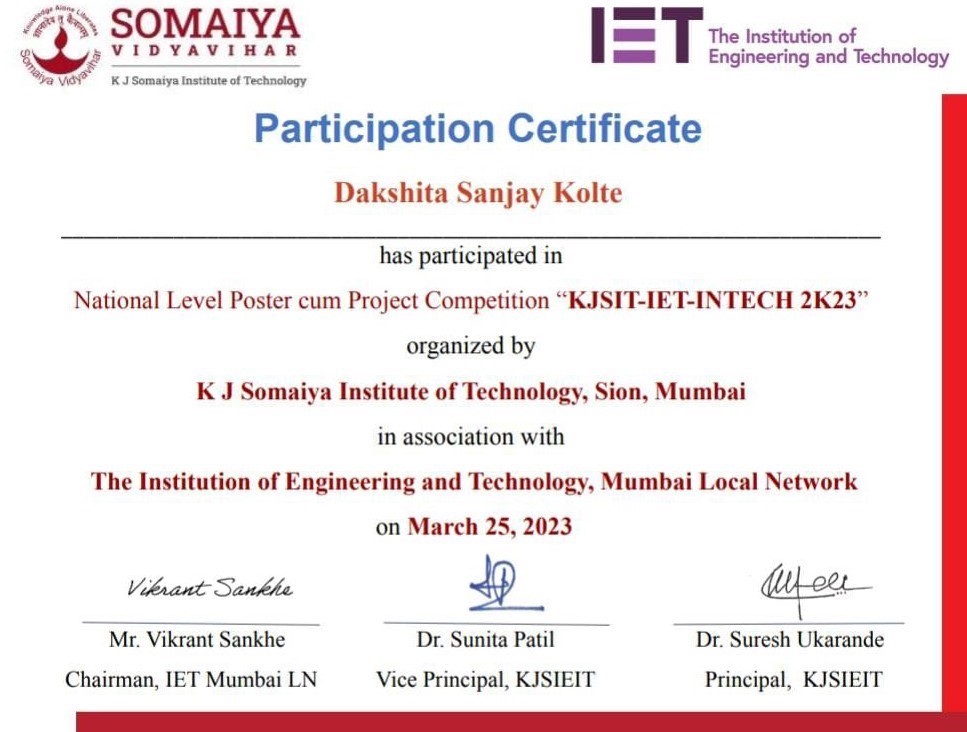 Knowledge Alone Liberates
Somaiya Vidyavihar
SOMAIYA
VIDYAVIHAR
K J Somaiya Institute of Technology
IET
The Institution of
Engineering and Technology
Participation Certificate
Dakshita Sanjay Kolte
has participated in
National Level Poster cum Project Competition “KJSIT-IET-INTECH 2K23”
organized by
K J Somaiya Institute of Technology, Sion, Mumbai
in association with
The Institution of Engineering and Technology, Mumbai Local Network
on March 25, 2023
Vikrant Sankhe
Mr. Vikrant Sankhe
Dr. Sunita Patil
Dr. Suresh Ukarande
Chairman, IET Mumbai LN
Vice Principal, KJSIEIT
Principal, KJSIEIT